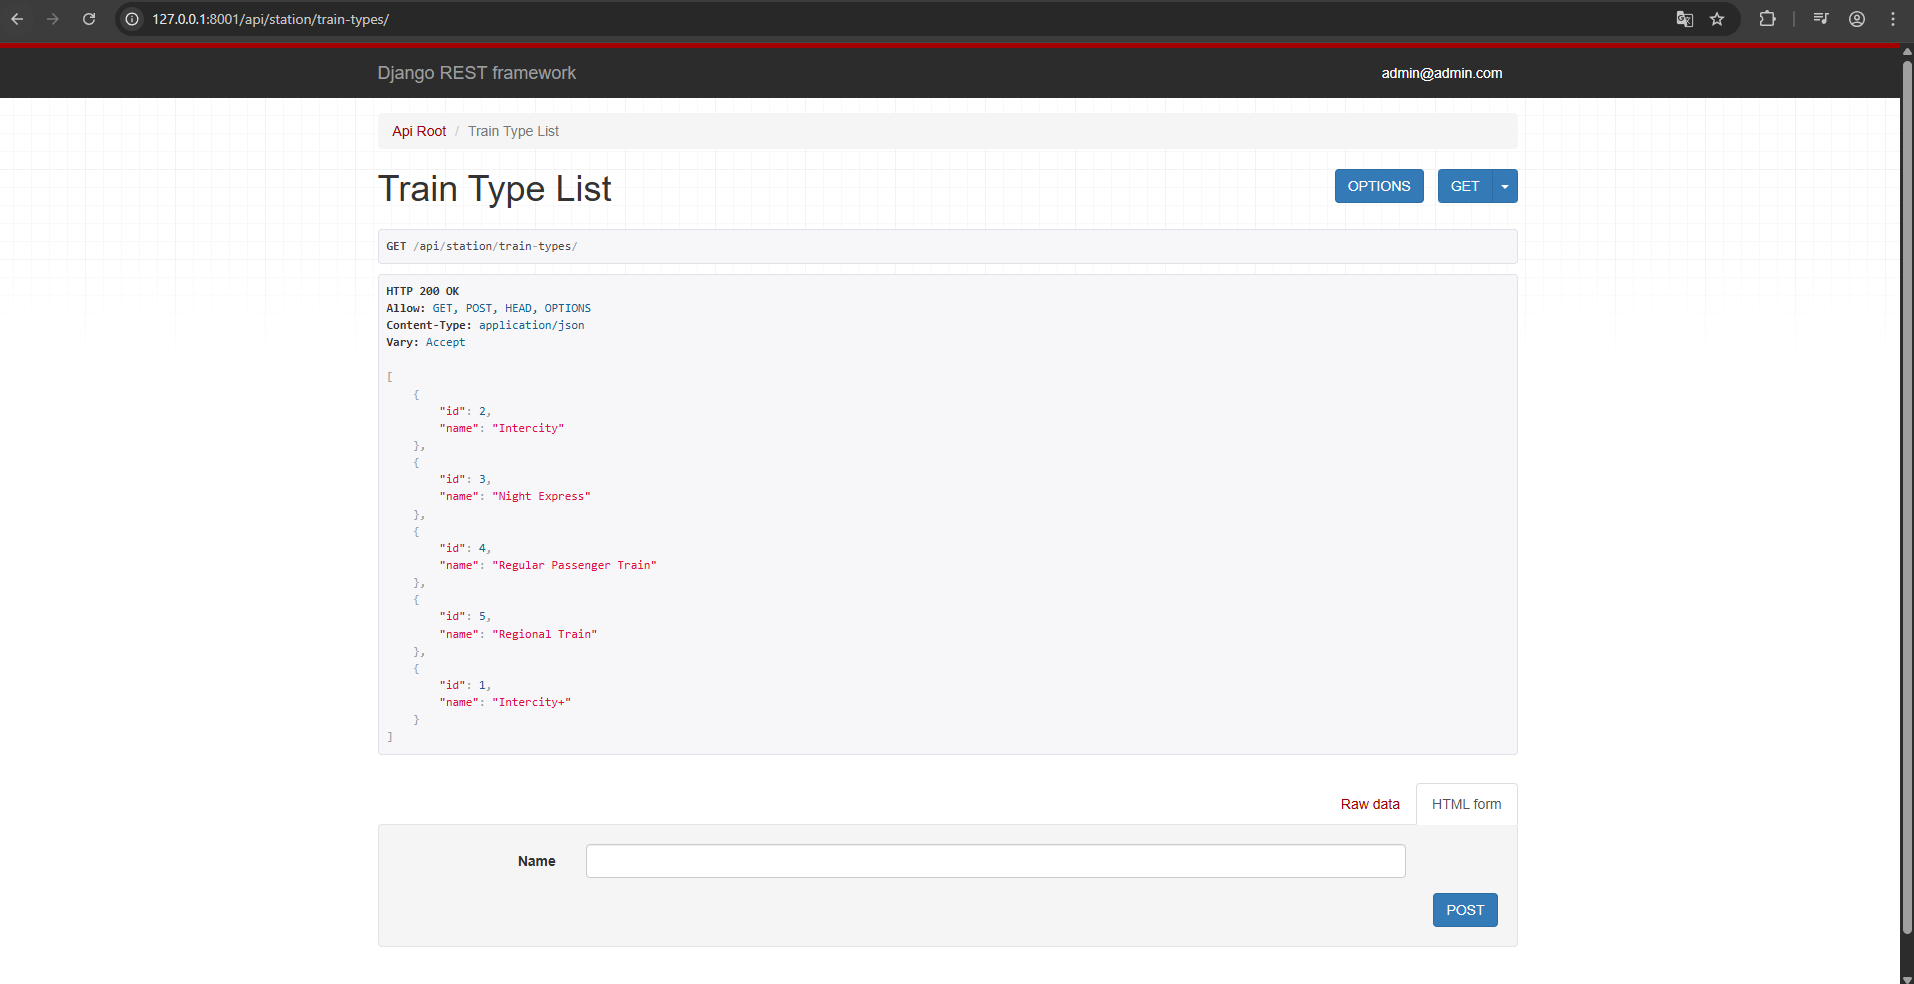 127.0.0.1:8001/api/station/train-types/
Django REST framework
admin@admin.com
Api Root / Train Type List
Train Type List
OPTIONS
GET
GET /api/station/train-types/
HTTP 200 OK
Allow: GET, POST, HEAD, OPTIONS
Content-Type: application/json
Vary: Accept
[
    {
        "id": 2,
        "name": "Intercity"
    },
    {
        "id": 3,
        "name": "Night Express"
    },
    {
        "id": 4,
        "name": "Regular Passenger Train"
    },
    {
        "id": 5,
        "name": "Regional Train"
    },
    {
        "id": 1,
        "name": "Intercity+"
    }
]
Raw data
HTML form
Name
POST